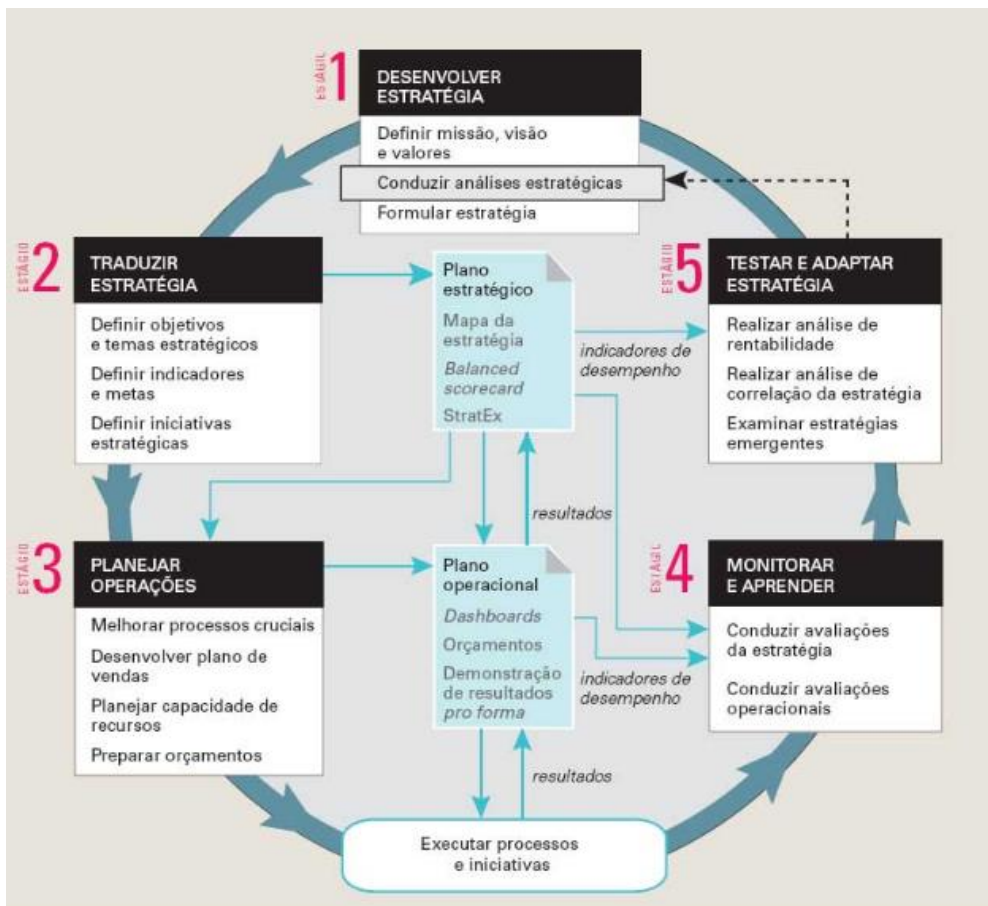 ESTÁGIO 1
DESENVOLVER
ESTRATÉGIA
Definir missão, visão
e valores
Conduzir análises estratégicas
Formular estratégia
ESTÁGIO 2
TRADUZIR
ESTRATÉGIA
Definir objetivos
e temas estratégicos
Definir indicadores
e metas
Definir iniciativas
estratégicas
Plano
estratégico
Mapa da
estratégia
Balanced
scorecard
StratEx
indicadores de
desempenho
ESTÁGIO 5
TESTAR E ADAPTAR
ESTRATÉGIA
Realizar análise de
rentabilidade
Realizar análise de
correlação da estratégia
Examinar estratégias
emergentes
resultados
ESTÁGIO 3
PLANEJAR
OPERAÇÕES
Melhorar processos cruciais
Desenvolver plano de
vendas
Planejar capacidade de
recursos
Preparar orçamentos
Plano
operacional
Dashboards
Orçamentos
Demonstração
de resultados
pro forma
indicadores de
desempenho
ESTÁGIO 4
MONITORAR
E APRENDER
Conduzir avaliações
da estratégia
Conduzir avaliações
operacionais
resultados
Executar processos
e iniciativas